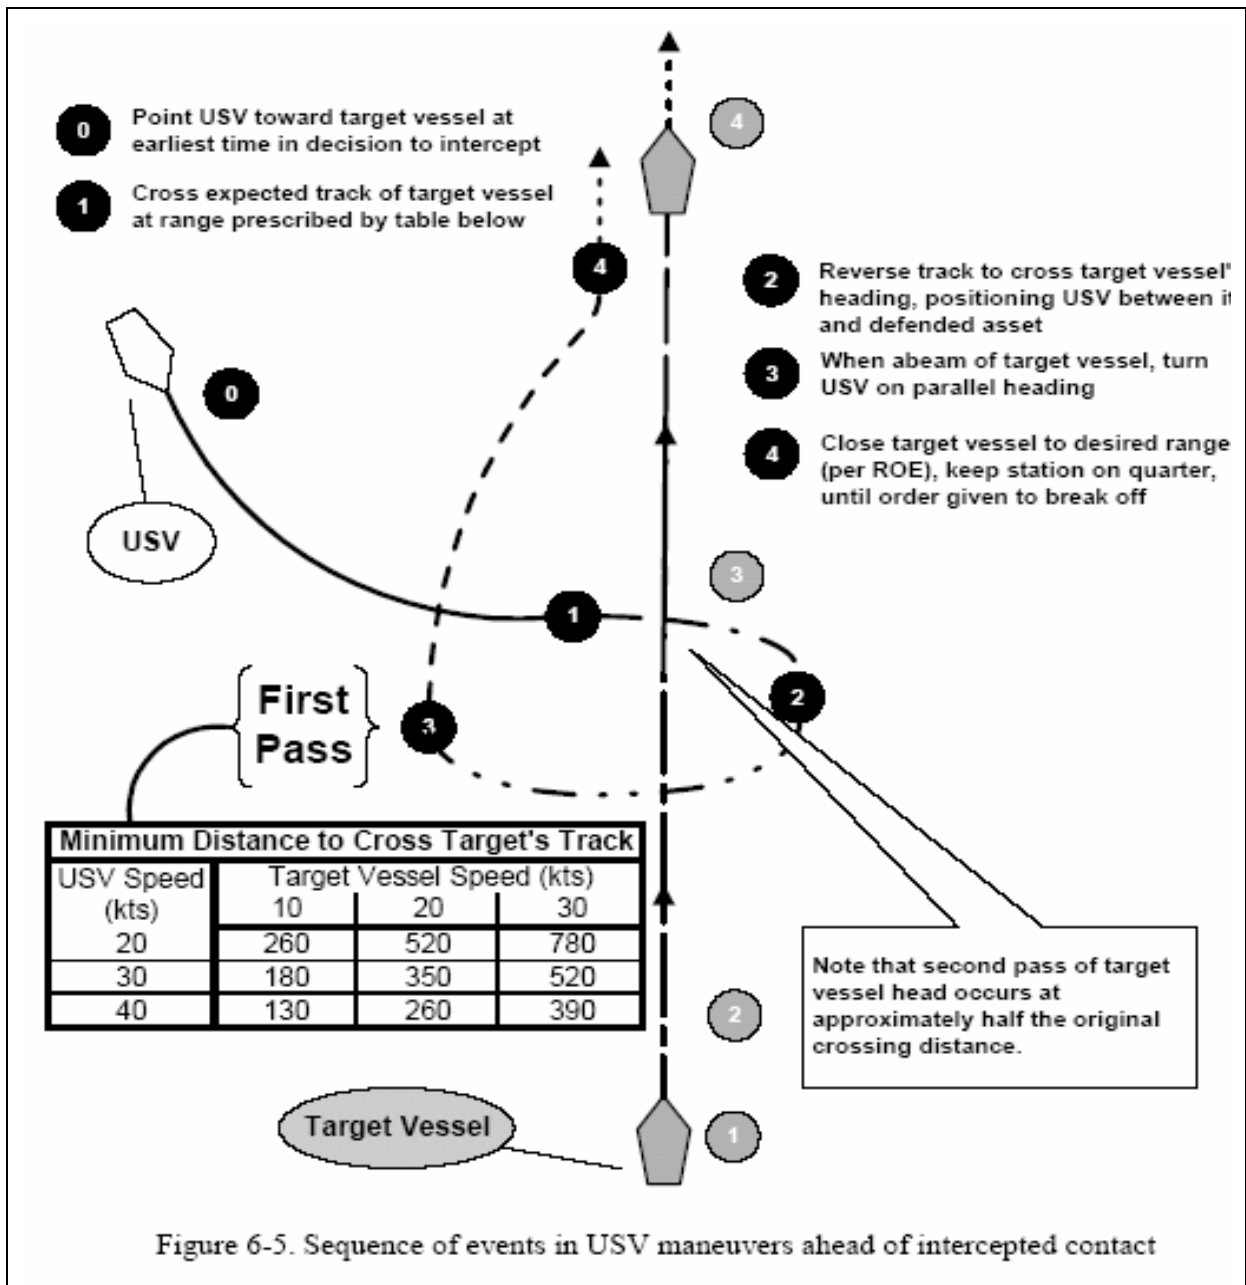 0
Point USV toward target vessel at
earliest time in decision to intercept
1
Cross expected track of target vessel
at range prescribed by table below
4
4
2
Reverse track to cross target vessel'
heading, positioning USV between it
and defended asset
3
When abeam of target vessel, turn
USV on parallel heading
4
Close target vessel to desired range
(per ROE), keep station on quarter,
until order given to break off
0
USV
3
1
2
First
Pass
3
Minimum Distance to Cross Target's Track
USV Speed
(kts)
Target Vessel Speed (kts)
10 20 30
20 260 520 780
30 180 350 520
40 130 260 390
Note that second pass of target
vessel head occurs at
approximately half the original
crossing distance.
2
Target Vessel
1
Figure 6-5. Sequence of events in USV maneuvers ahead of intercepted contact